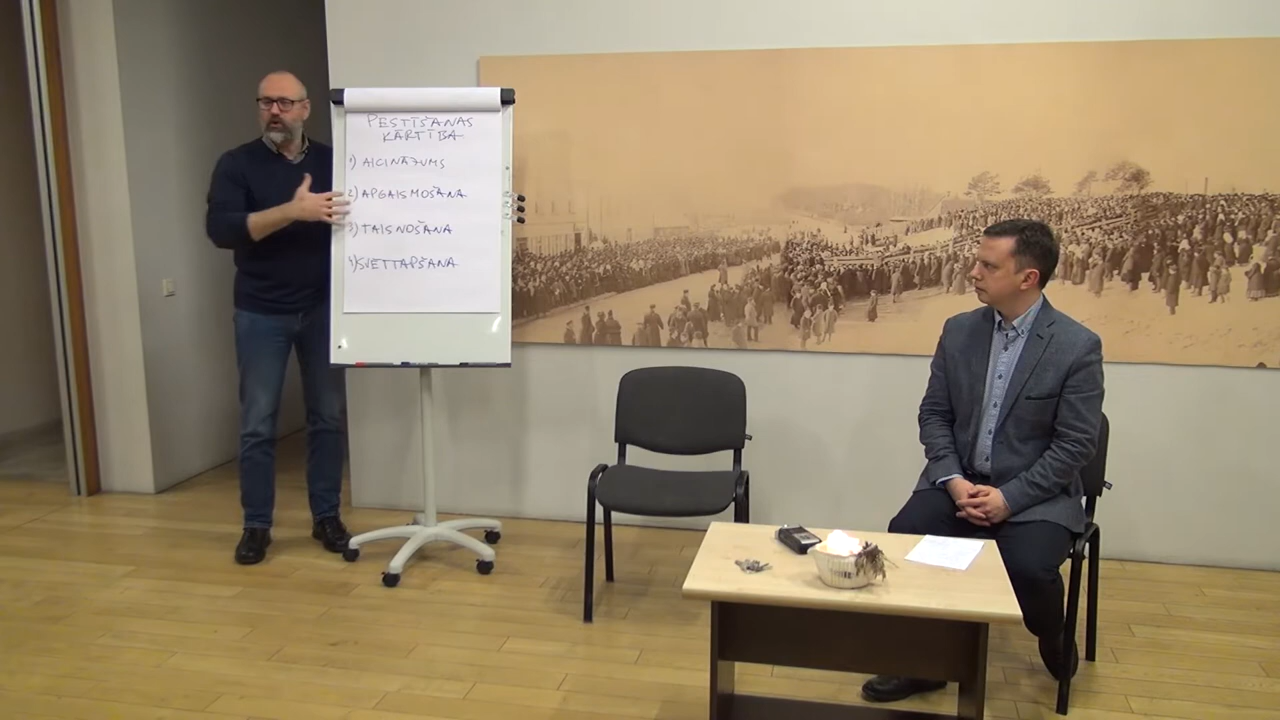 PESTĪŠANAS
KĀRTĪBA
1) AICINĀJUMS
2) APGAISMOŠANA
3) TAISNOŠANA
4) SVĒTTAPŠANA